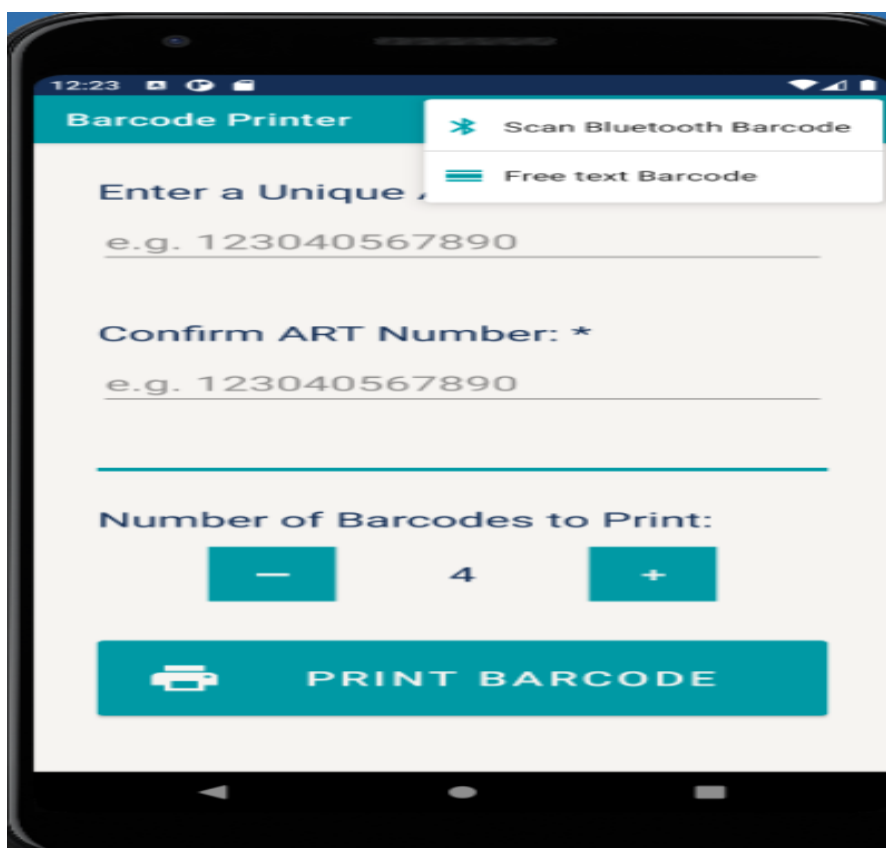 12:23
Barcode Printer
Scan Bluetooth Barcode
Free text Barcode
Enter a Unique
e.g. 123040567890
Confirm ART Number: *
e.g. 123040567890
Number of Barcodes to Print:
— 4 +
PRINT BARCODE